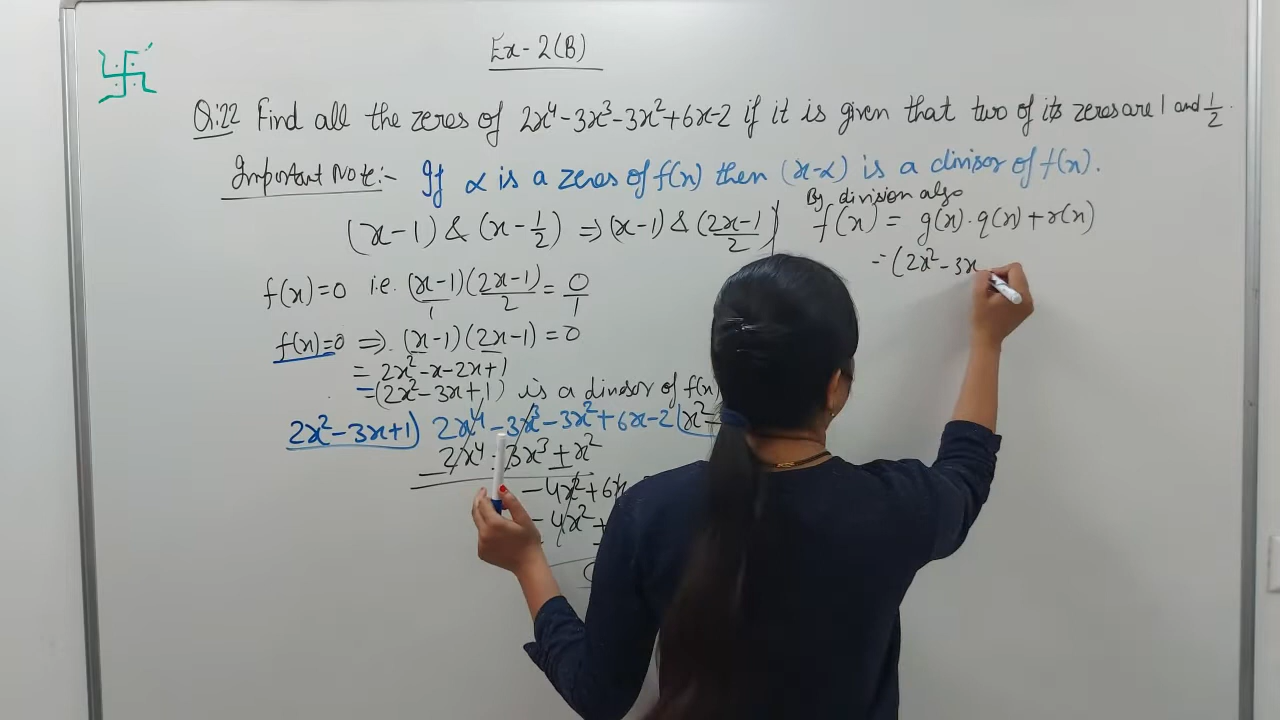 Ex-2(B)
Q:22 Find all the zeres of 2x⁴-3x³-3x²+6x-2 if it is given that two of its zeros are 1 and 1/2.
Important Note:- If α is a zeros of f(x) then (x-α) is a divisor of f(x).
(x-1) & (x-1/2) ⇒ (x-1) & (2x-1/2)
f(x)=0 i.e. (x-1)/1 (2x-1)/2 = 0/1
f(x)=0 ⇒ (x-1)(2x-1)=0
= 2x²-x-2x+1
=(2x²-3x+1) is a divisor of f(x)
2x²-3x+1) 2x⁴-3x³-3x²+6x-2 (x²-
2x⁴-3x³±x²
-4x²+6x
-4x²+
By division algo
f(x) = g(x).q(x)+r(x)
= (2x²-3x